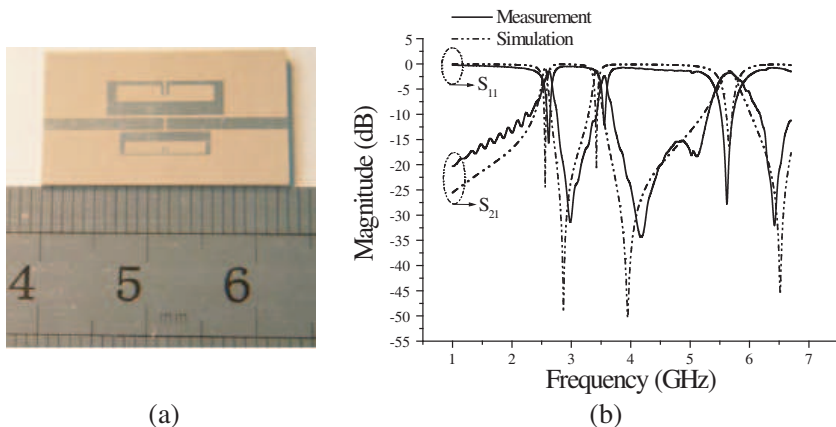 4 5 6
mm
(a)
Measurement
Simulation
5
0
-5
-10
-15
-20
-25
-30
-35
-40
-45
-50
-55
Magnitude (dB)
S11
S21
1 2 3 4 5 6 7
Frequency (GHz)
(b)